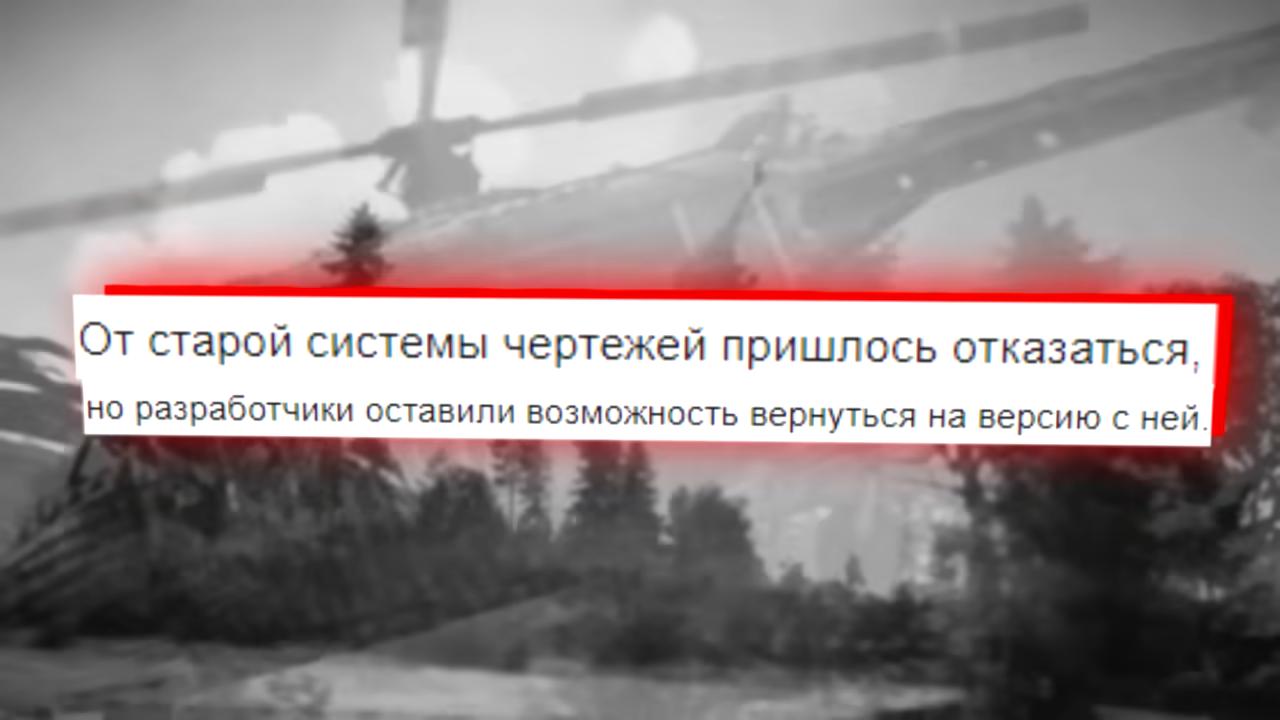 От старой системы чертежей пришлось отказаться,
но разработчики оставили возможность вернуться на версию с ней.